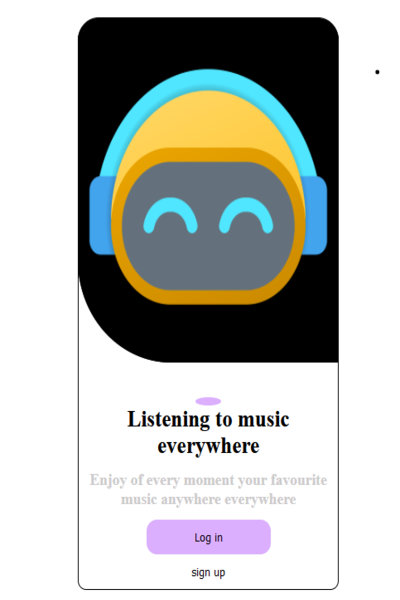 Listening to music
everywhere
Enjoy of every moment your favourite
music anywhere everywhere
Log in
sign up